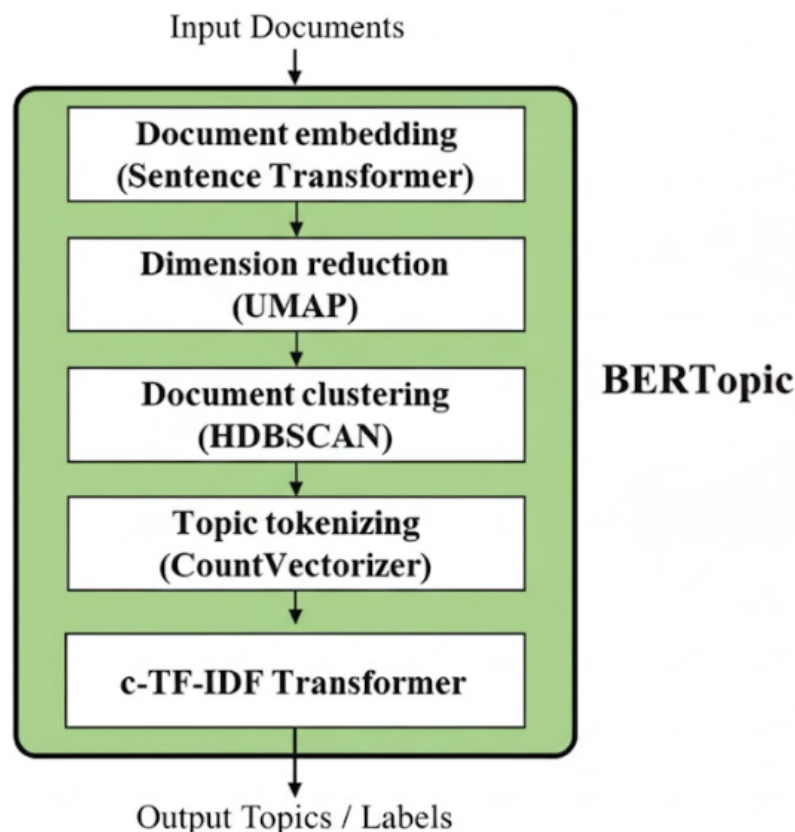 Input Documents
Document embedding
(Sentence Transformer)
Dimension reduction
(UMAP)
Document clustering
(HDBSCAN)
BERTopic
Topic tokenizing
(CountVectorizer)
c-TF-IDF Transformer
Output Topics / Labels